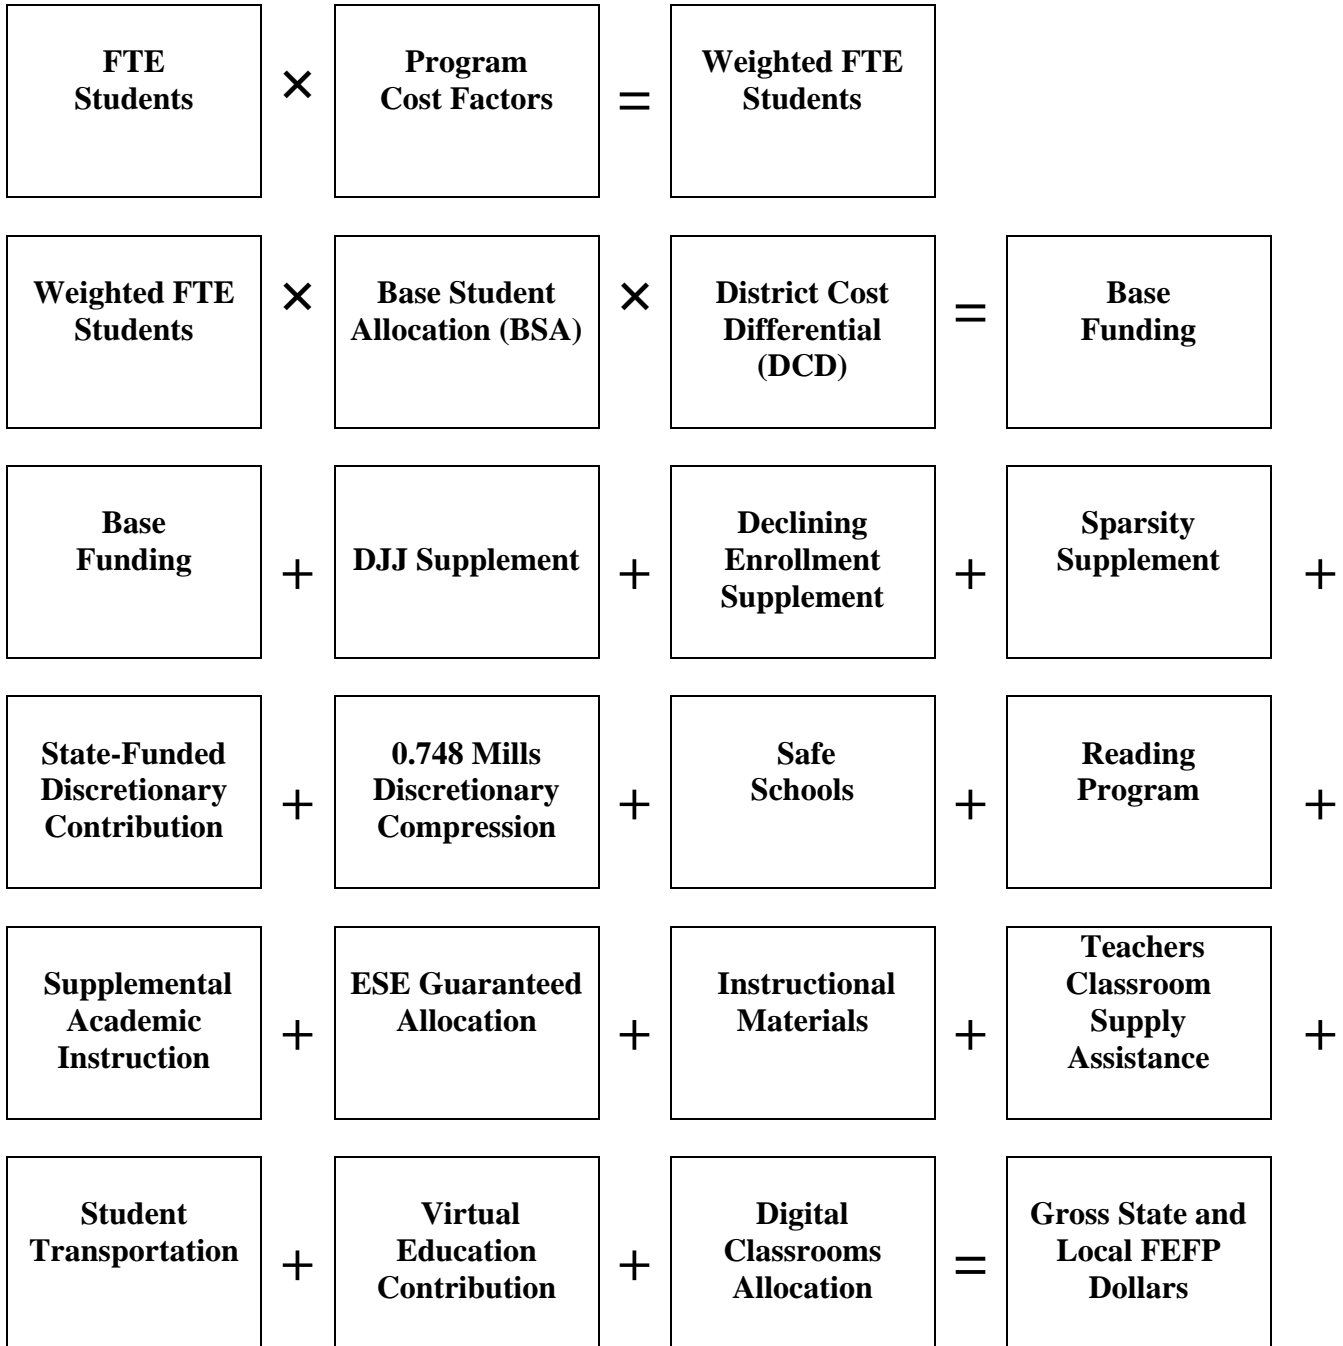 FTE
Students
×
Program
Cost Factors
=
Weighted FTE
Students
Weighted FTE
Students
×
Base Student
Allocation (BSA)
×
District Cost
Differential
(DCD)
=
Base
Funding
Base
Funding
+
DJJ Supplement
+
Declining
Enrollment
Supplement
+
Sparsity
Supplement
+
State-Funded
Discretionary
Contribution
+
0.748 Mills
Discretionary
Compression
+
Safe
Schools
+
Reading
Program
+
Supplemental
Academic
Instruction
+
ESE Guaranteed
Allocation
+
Instructional
Materials
+
Teachers
Classroom
Supply
Assistance
+
Student
Transportation
+
Virtual
Education
Contribution
+
Digital
Classrooms
Allocation
=
Gross State and
Local FEFP
Dollars